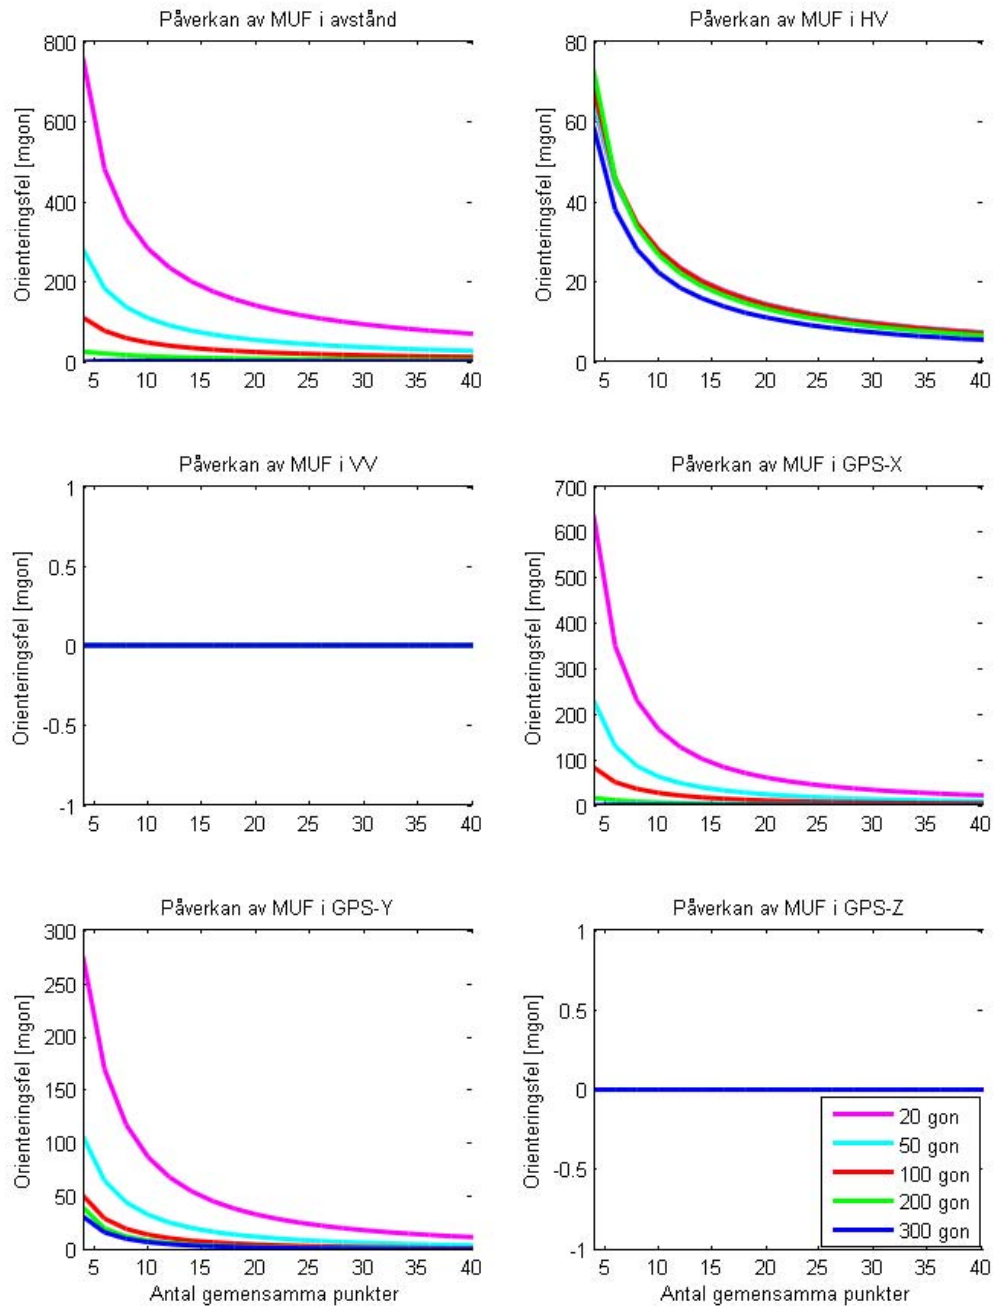 Påverkan av MUF i avstånd
Orienteringsfel [mgon]
800
600
400
200
0
5 10 15 20 25 30 35 40
Påverkan av MUF i HV
Orienteringsfel [mgon]
80
60
40
20
0
5 10 15 20 25 30 35 40
Påverkan av MUF i VV
Orienteringsfel [mgon]
1
0.5
0
-0.5
-1
5 10 15 20 25 30 35 40
Påverkan av MUF i GPS-X
Orienteringsfel [mgon]
700
600
500
400
300
200
100
0
5 10 15 20 25 30 35 40
Påverkan av MUF i GPS-Y
Orienteringsfel [mgon]
300
250
200
150
100
50
0
5 10 15 20 25 30 35 40
Antal gemensamma punkter
Påverkan av MUF i GPS-Z
Orienteringsfel [mgon]
1
0.5
0
-0.5
-1
20 gon
50 gon
100 gon
200 gon
300 gon
5 10 15 20 25 30 35 40
Antal gemensamma punkter